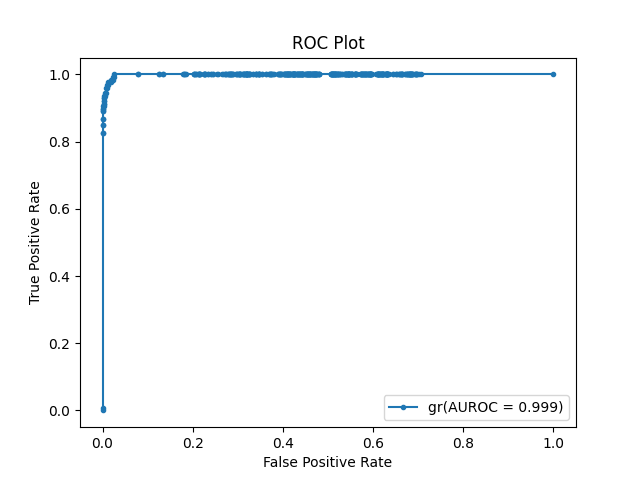 ROC Plot
1.0
0.8
0.6
0.4
0.2
0.0
True Positive Rate
gr(AUROC = 0.999)
0.0 0.2 0.4 0.6 0.8 1.0
False Positive Rate